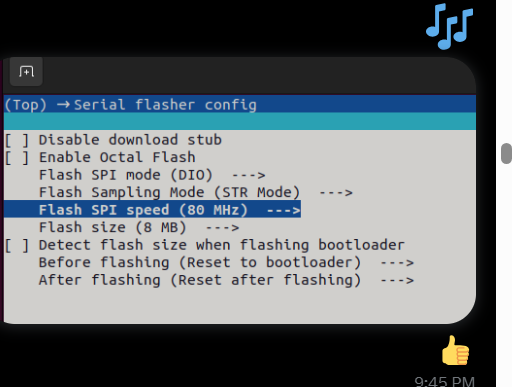 (Top) → Serial flasher config
[ ] Disable download stub
[ ] Enable Octal Flash
Flash SPI mode (DIO)  --->
Flash Sampling Mode (STR Mode)  --->
Flash SPI speed (80 MHz)  --->
Flash size (8 MB)  --->
[ ] Detect flash size when flashing bootloader
Before flashing (Reset to bootloader)  --->
After flashing (Reset after flashing)  --->
9:45 PM